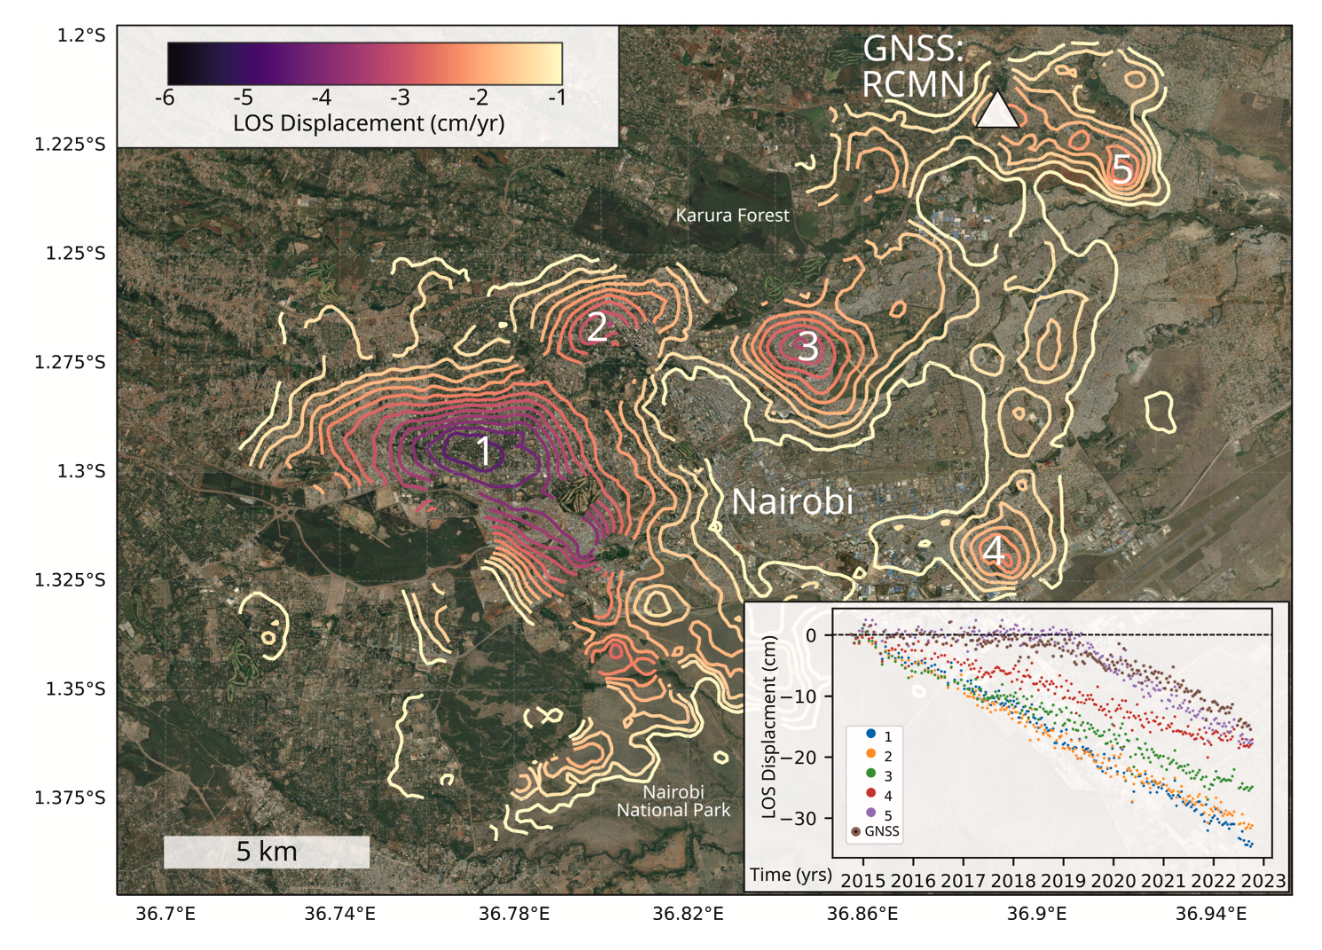 1.2°S
1.225°S
1.25°S
1.275°S
1.3°S
1.325°S
1.35°S
1.375°S
-6 -5 -4 -3 -2 -1
LOS Displacement (cm/yr)
GNSS:
RCMN
5
Karura Forest
2
3
1
Nairobi
4
Nairobi
National Park
5 km
LOS Displacment (cm)
0
−10
−20
−30
1
2
3
4
5
GNSS
Time (yrs) 2015 2016 2017 2018 2019 2020 2021 2022 2023
36.7°E 36.74°E 36.78°E 36.82°E 36.86°E 36.9°E 36.94°E